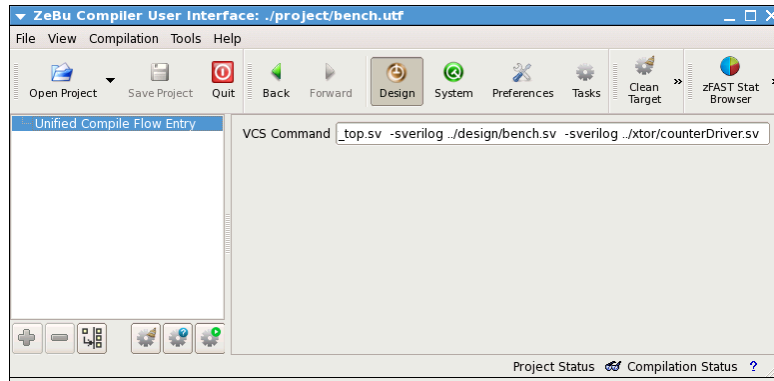 ZeBu Compiler User Interface: ./project/bench.utf
File View Compilation Tools Help
Open Project Save Project Quit Back Forward Design System Preferences Tasks Clean Target » zFAST Stat Browser
Unified Compile Flow Entry
VCS Command _top.sv -sverilog ../design/bench.sv -sverilog ../xtor/counterDriver.sv
Project Status Compilation Status ?